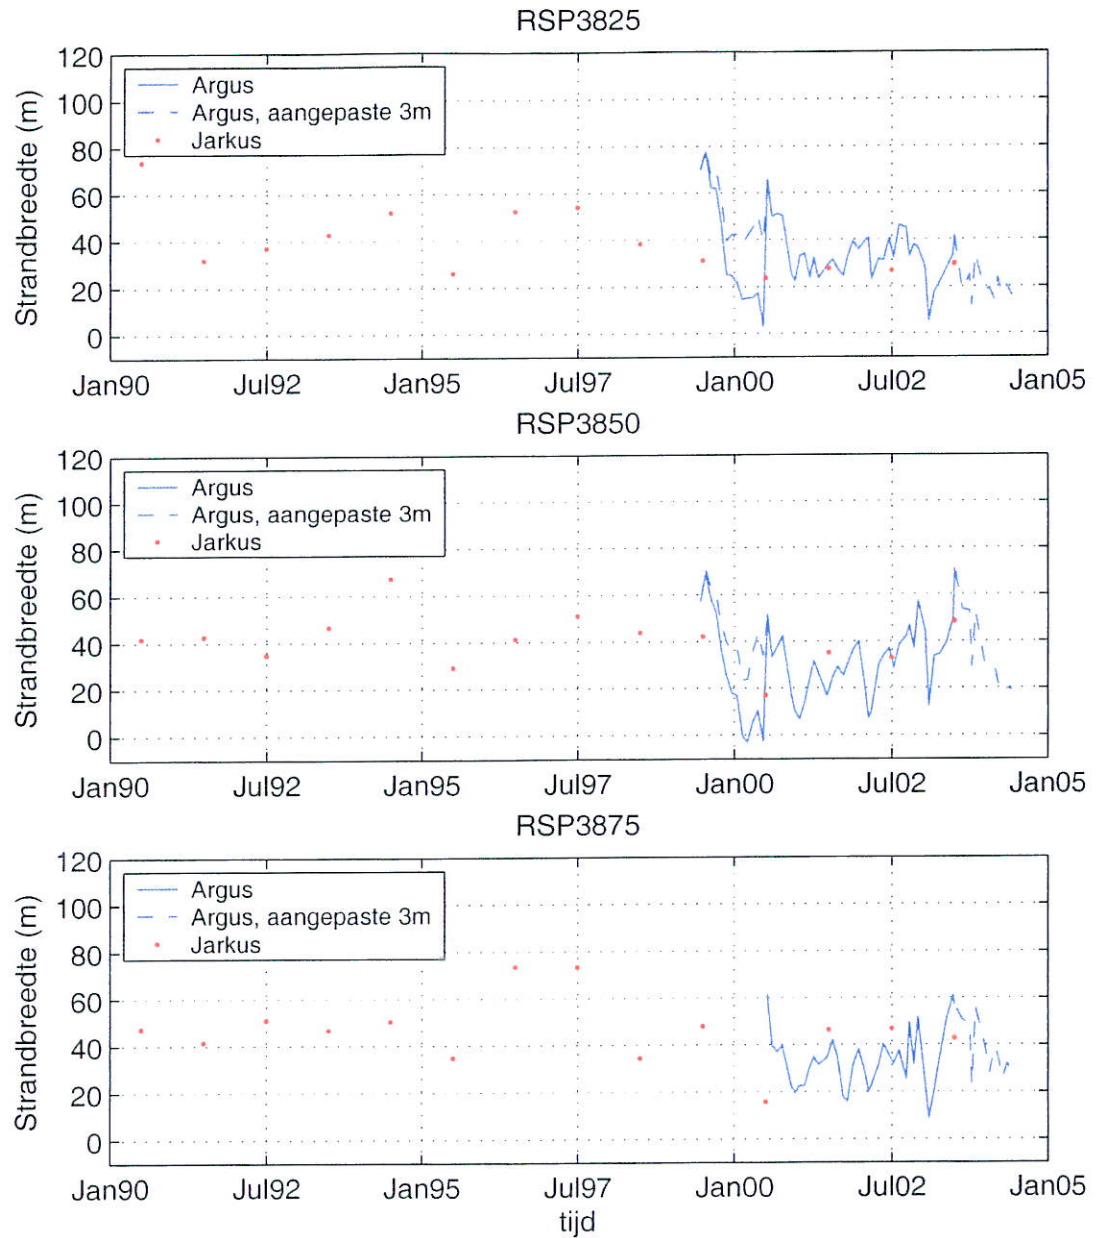 RSP3825
120
100
80
60
40
20
0
Strandbreedte (m)
Argus
Argus, aangepaste 3m
Jarkus
Jan90 Jul92 Jan95 Jul97 Jan00 Jul02 Jan05
RSP3850
120
100
80
60
40
20
0
Strandbreedte (m)
Argus
Argus, aangepaste 3m
Jarkus
Jan90 Jul92 Jan95 Jul97 Jan00 Jul02 Jan05
RSP3875
120
100
80
60
40
20
0
Strandbreedte (m)
Argus
Argus, aangepaste 3m
Jarkus
Jan90 Jul92 Jan95 Jul97 Jan00 Jul02 Jan05
tijd